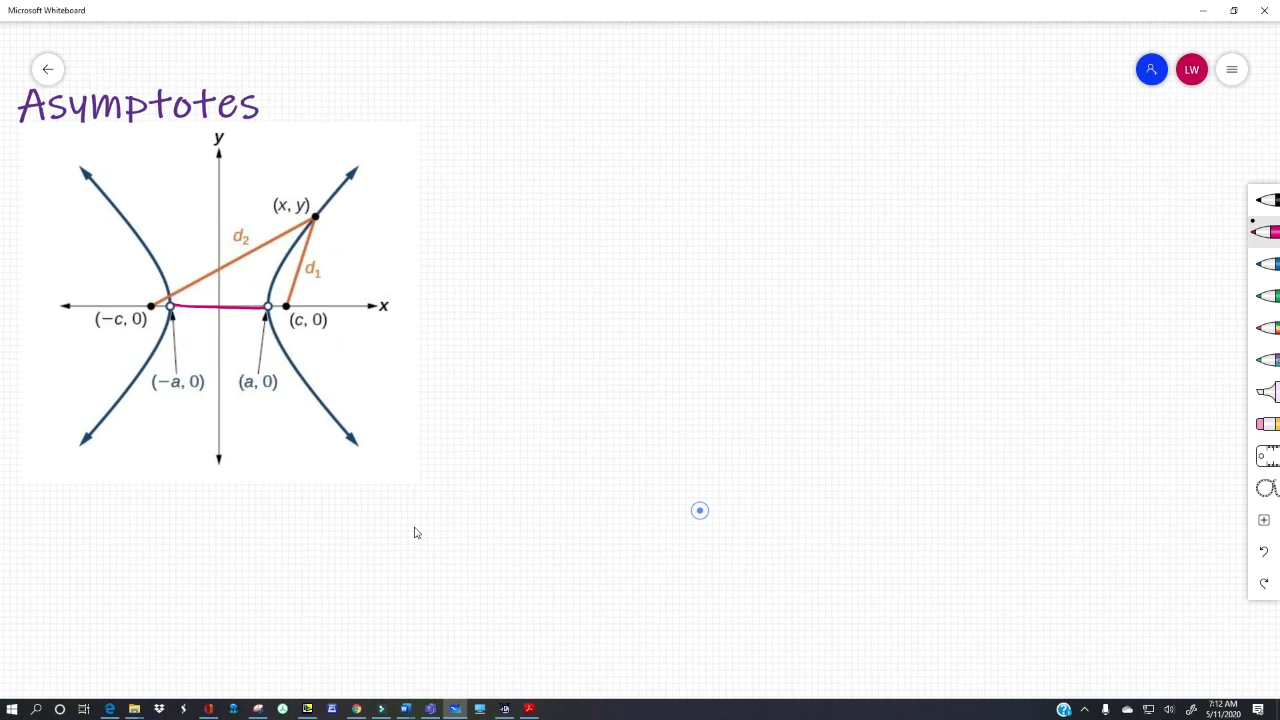 Microsoft Whiteboard
LW
Asymptotes
y
(x, y)
d2
d1
x
(−c, 0)
(c, 0)
(−a, 0)
(a, 0)
7:12 AM
5/11/2020